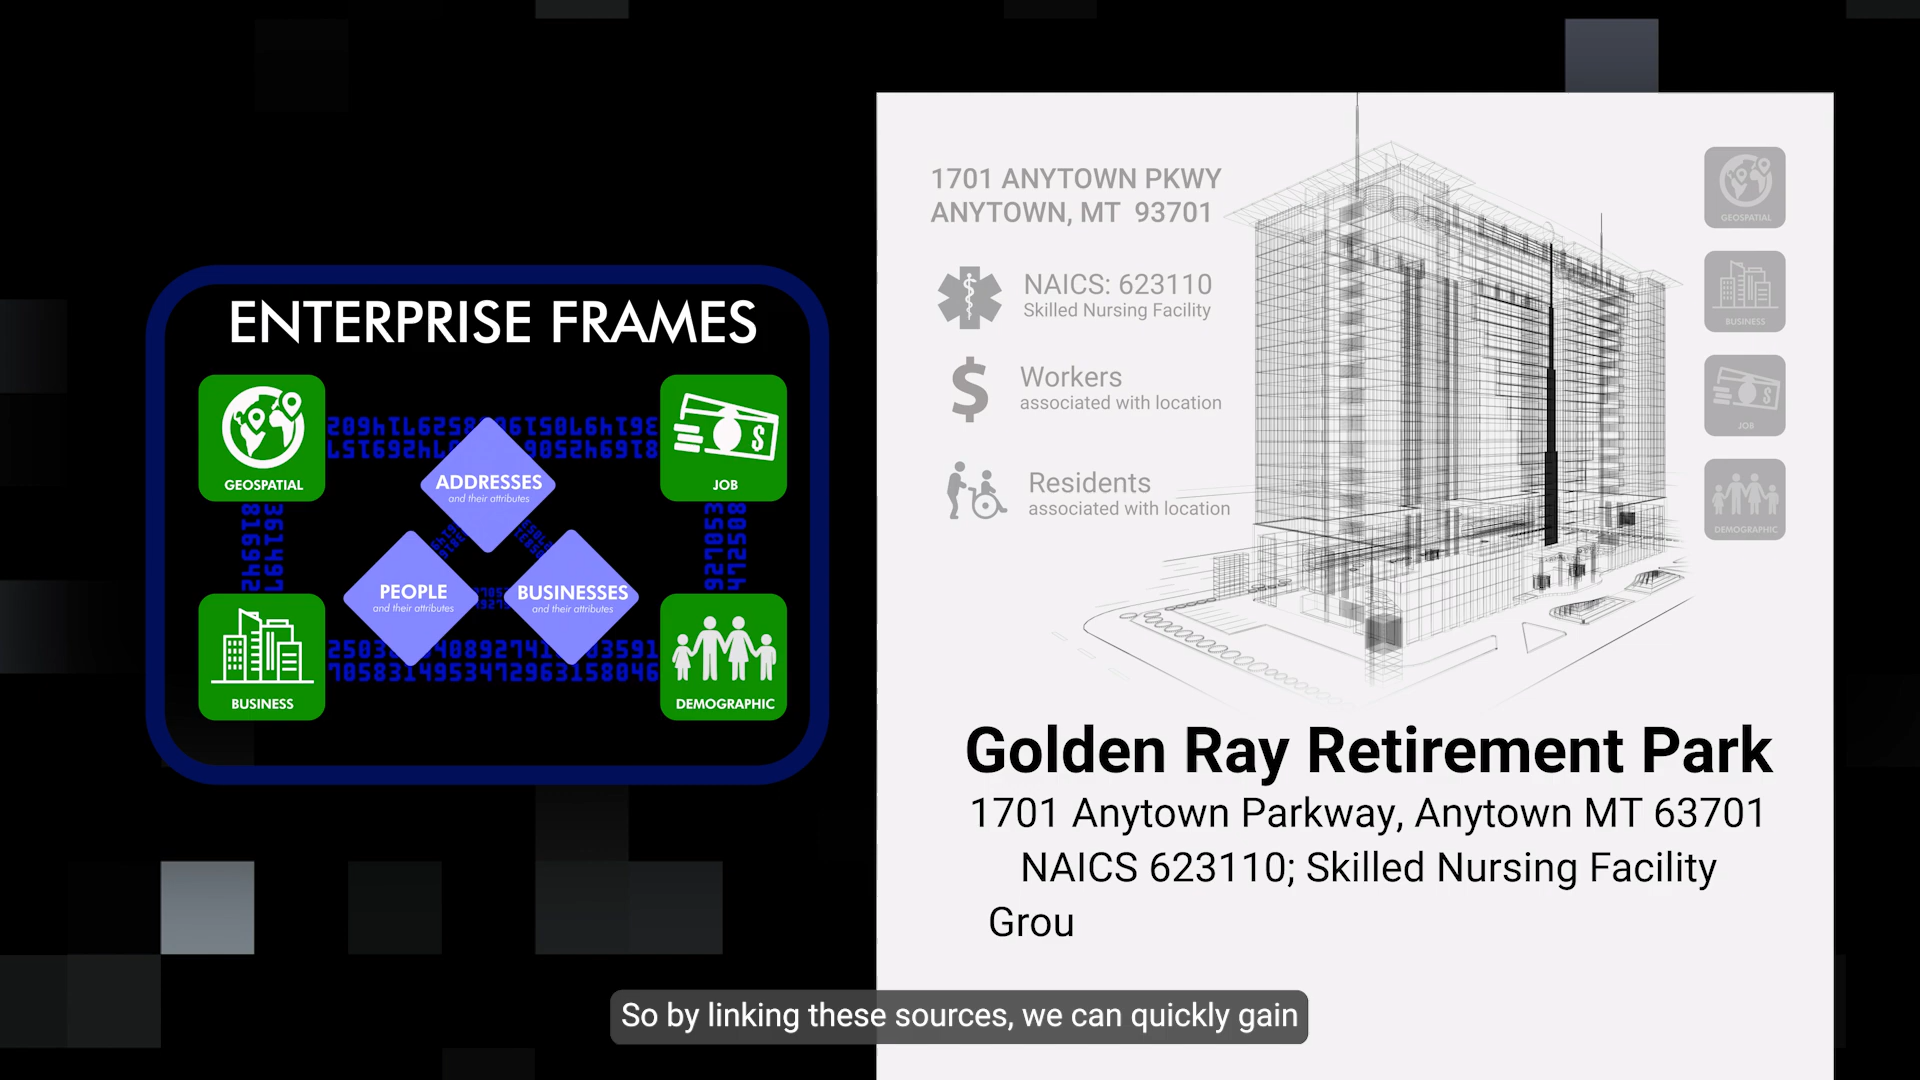 ENTERPRISE FRAMES
GEOSPATIAL
JOB
ADDRESSES
and their attributes
PEOPLE
and their attributes
BUSINESSES
and their attributes
BUSINESS
DEMOGRAPHIC
1701 ANYTOWN PKWY
ANYTOWN, MT 93701
NAICS: 623110
Skilled Nursing Facility
$
Workers
associated with location
Residents
associated with location
GEOSPATIAL
BUSINESS
JOB
DEMOGRAPHIC
Golden Ray Retirement Park
1701 Anytown Parkway, Anytown MT 63701
NAICS 623110; Skilled Nursing Facility
Grou
So by linking these sources, we can quickly gain